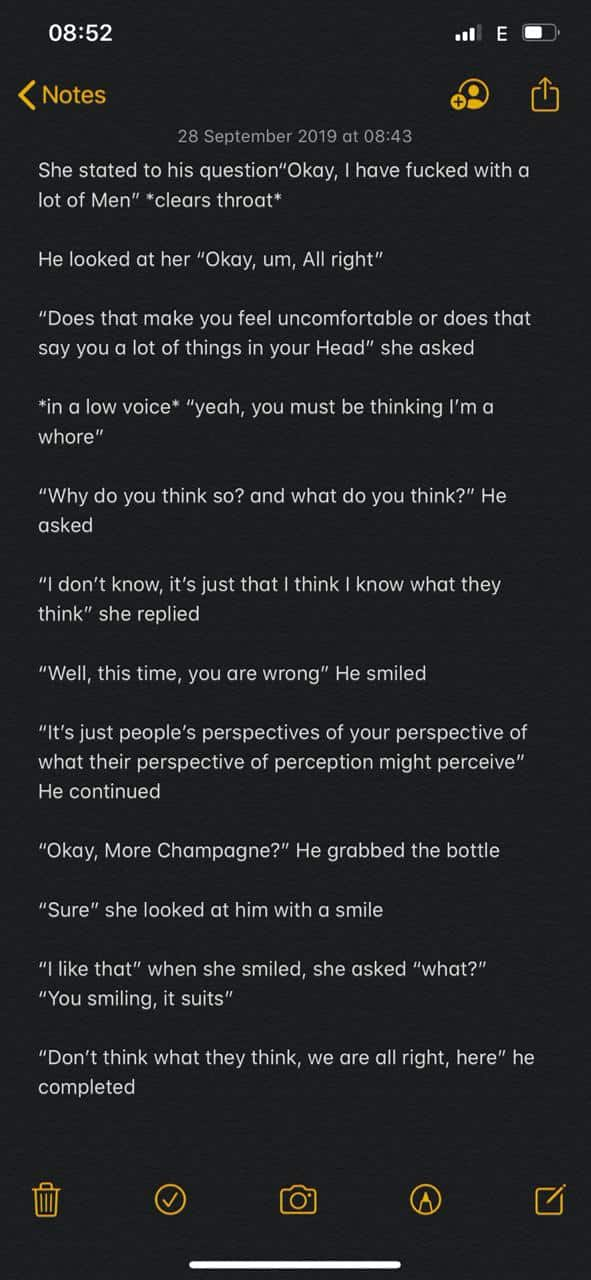 08:52
E
Notes
28 September 2019 at 08:43
She stated to his question“Okay, I have fucked with a
lot of Men” *clears throat*
He looked at her “Okay, um, All right”
“Does that make you feel uncomfortable or does that
say you a lot of things in your Head” she asked
*in a low voice* “yeah, you must be thinking I’m a
whore”
“Why do you think so? and what do you think?” He
asked
“I don’t know, it’s just that I think I know what they
think” she replied
“Well, this time, you are wrong” He smiled
“It’s just people’s perspectives of your perspective of
what their perspective of perception might perceive”
He continued
“Okay, More Champagne?” He grabbed the bottle
“Sure” she looked at him with a smile
“I like that” when she smiled, she asked “what?”
“You smiling, it suits”
“Don’t think what they think, we are all right, here” he
completed